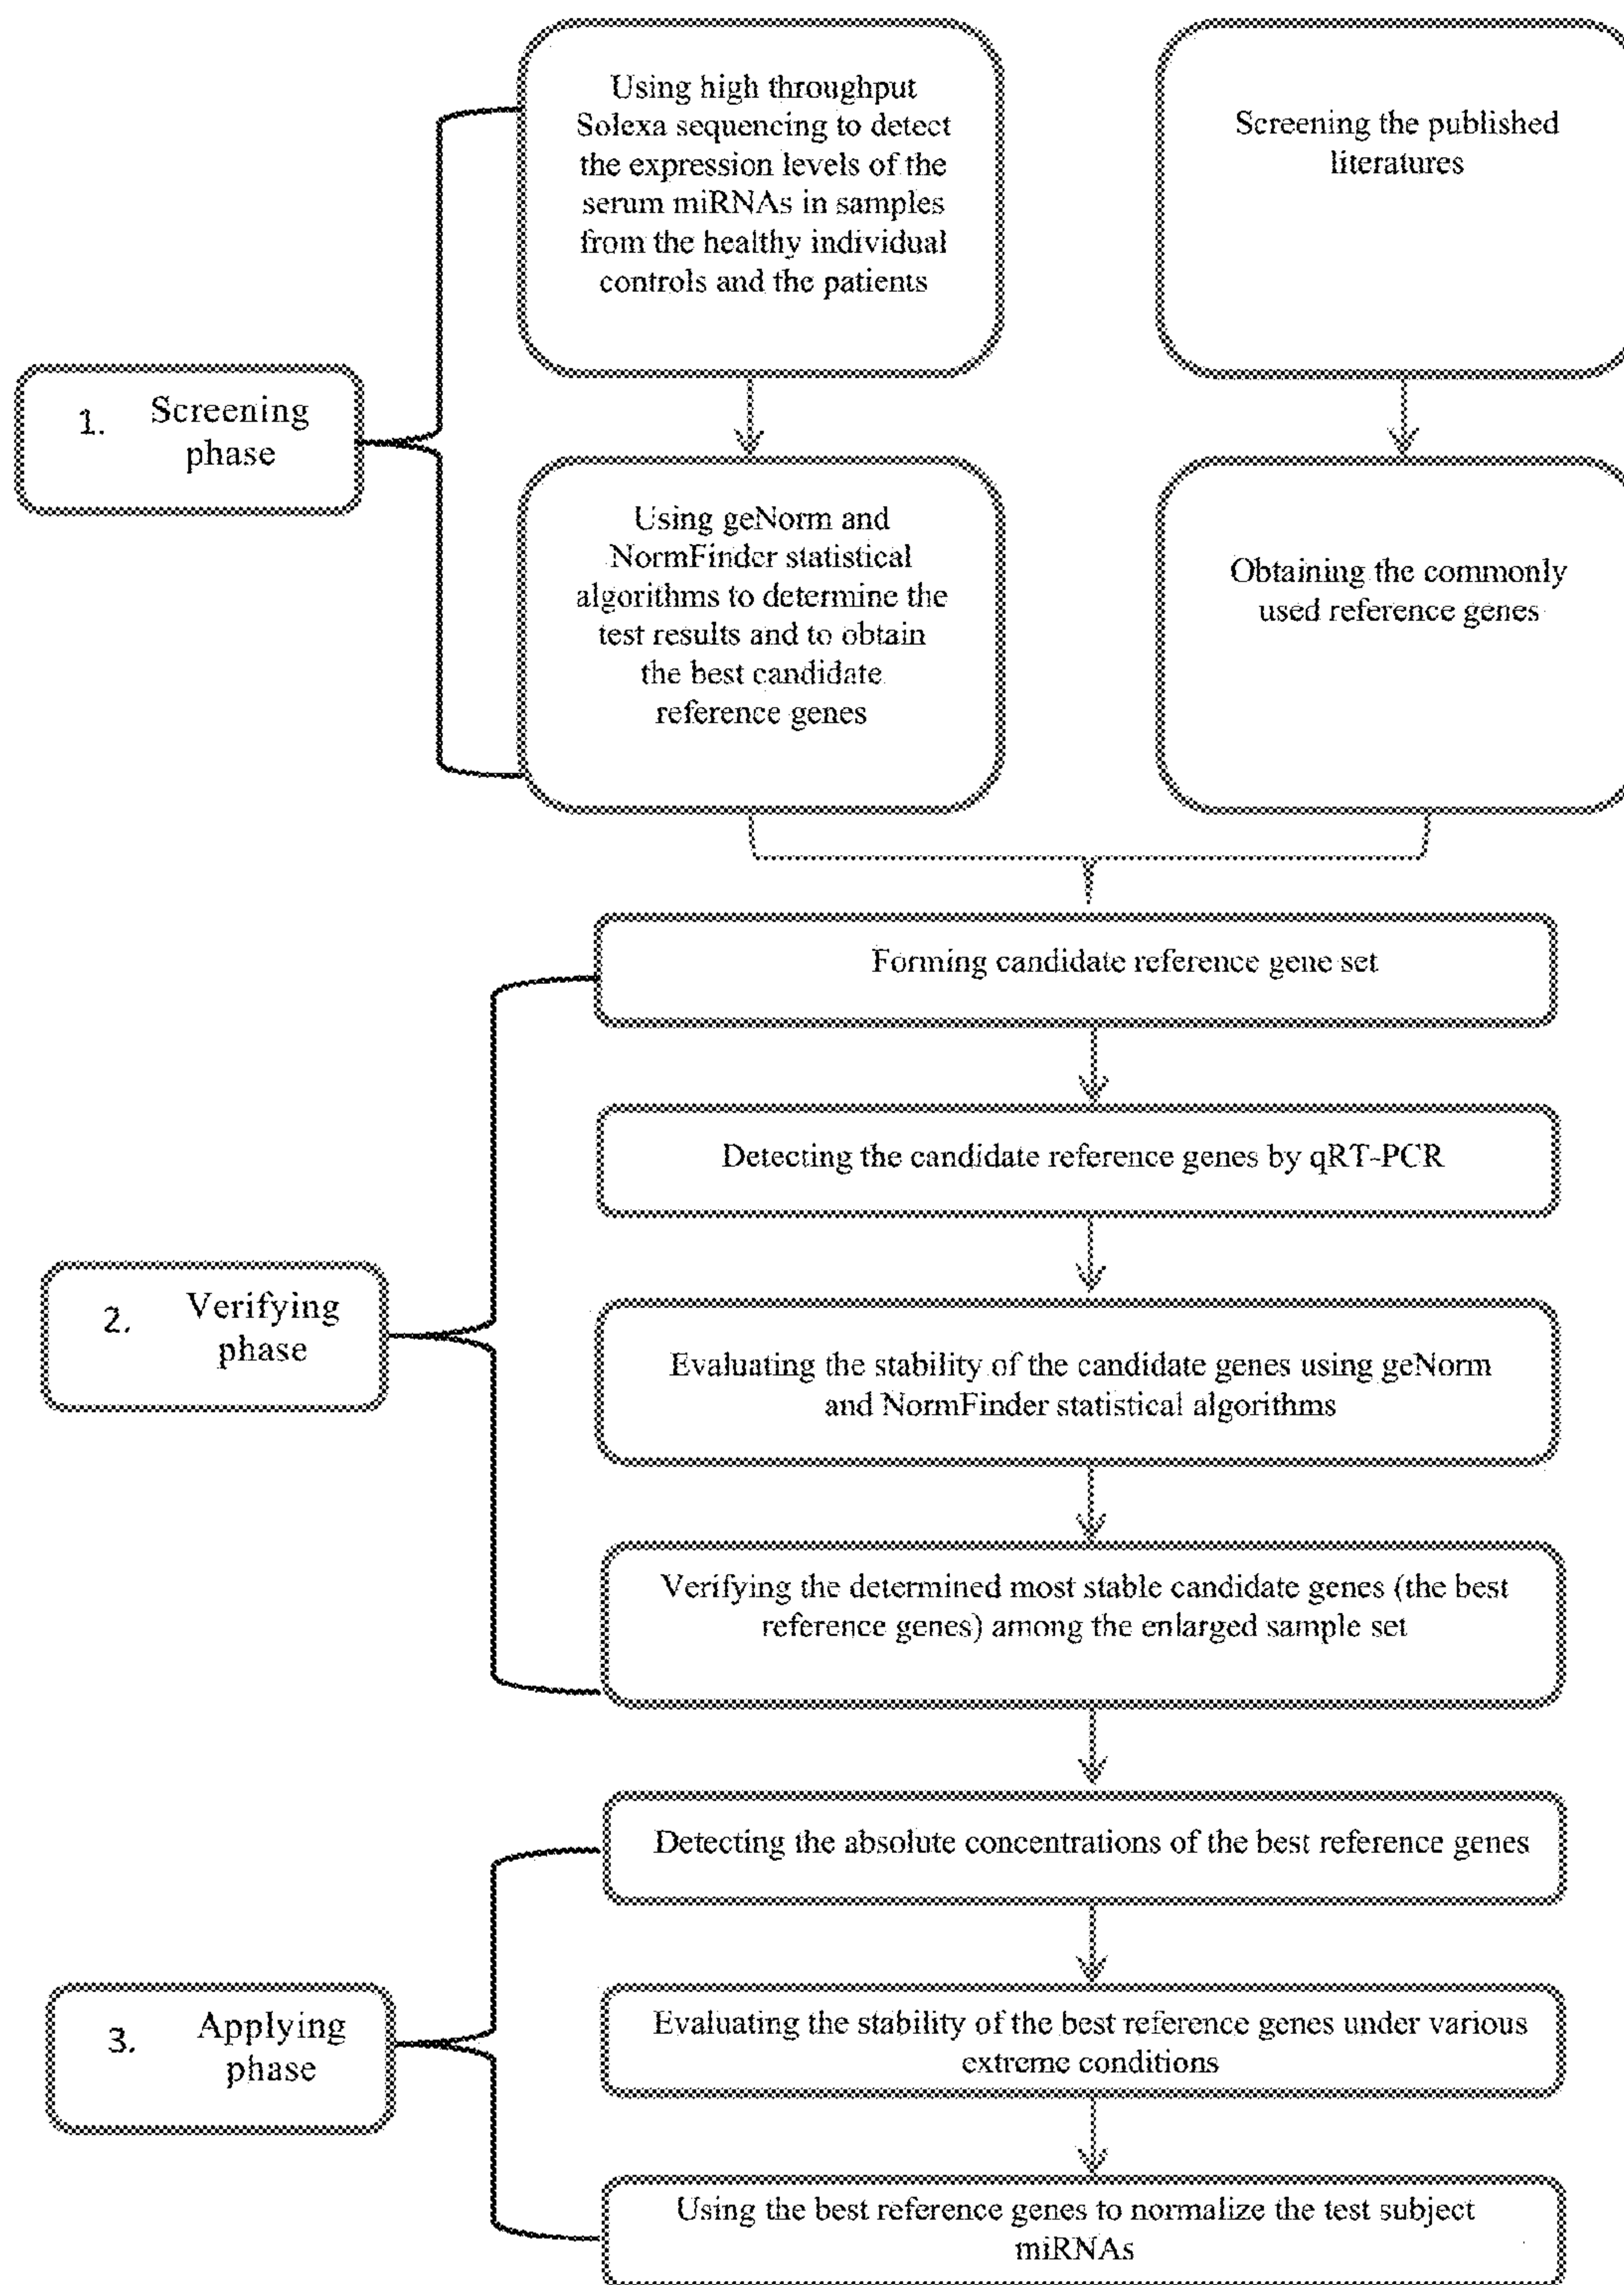 Using high throughput
Solexa sequencing to detect
the expression levels of the
serum miRNAs in samples
from the healthy individual
controls and the patients
Screening the published
literatures
1. Screening
phase
Using geNorm and
NormFinder statistical
algorithms to determine the
test results and to obtain
the best candidate
reference genes
Obtaining the commonly
used reference genes
Forming candidate reference gene set
Detecting the candidate reference genes by qRT-PCR
2. Verifying
phase
Evaluating the stability of the candidate genes using geNorm
and NormFinder statistical algorithms
Verifying the determined most stable candidate genes (the best
reference genes) among the enlarged sample set
Detecting the absolute concentrations of the best reference genes
3. Applying
phase
Evaluating the stability of the best reference genes under various
extreme conditions
Using the best reference genes to normalize the test subject
miRNAs